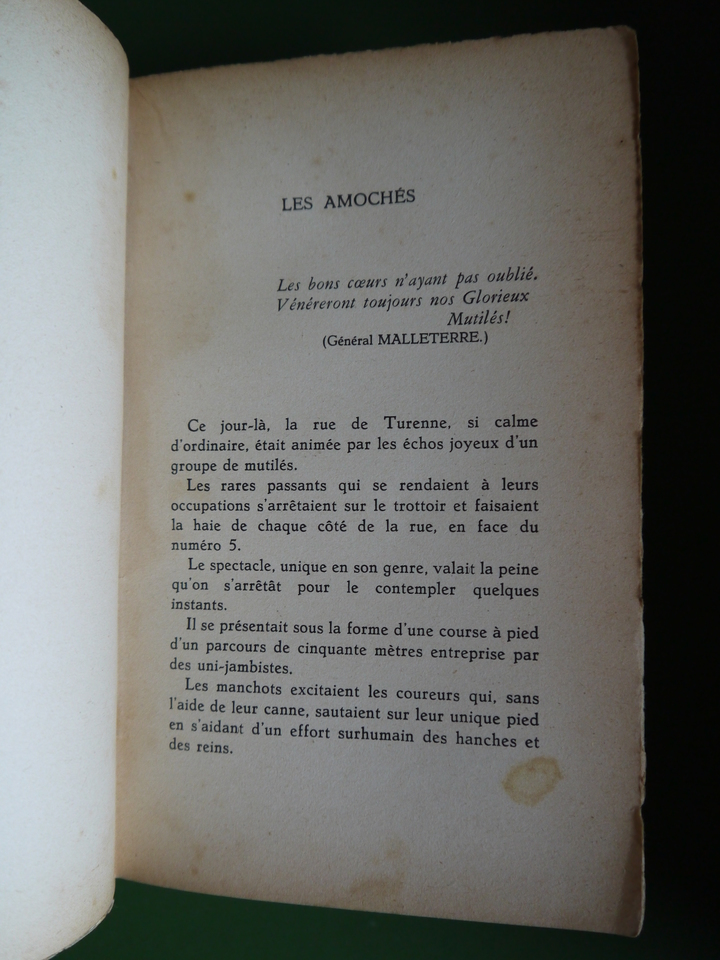 LES AMOCHÉS
Les bons cœurs n'ayant pas oublié.
Vénéreront toujours nos Glorieux
Mutilés!
(Général MALLETERRE.)
Ce jour-là, la rue de Turenne, si calme
d'ordinaire, était animée par les échos joyeux d'un
groupe de mutilés.
Les rares passants qui se rendaient à leurs
occupations s'arrêtaient sur le trottoir et faisaient
la haie de chaque côté de la rue, en face du
numéro 5.
Le spectacle, unique en son genre, valait la peine
qu'on s'arrêtât pour le contempler quelques
instants.
Il se présentait sous la forme d'une course à pied
d'un parcours de cinquante mètres entreprise par
des uni-jambistes.
Les manchots excitaient les coureurs qui, sans
l'aide de leur canne, sautaient sur leur unique pied
en s'aidant d'un effort surhumain des hanches et
des reins.